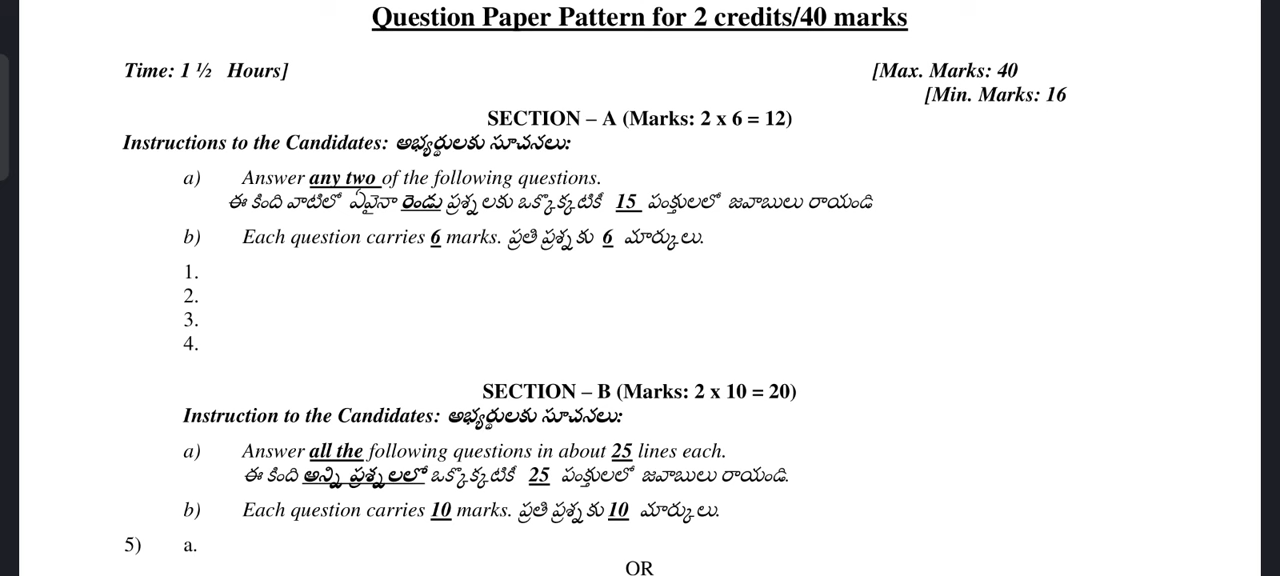 Question Paper Pattern for 2 credits/40 marks
Time: 1 ½ Hours] [Max. Marks: 40
[Min. Marks: 16
SECTION – A (Marks: 2 x 6 = 12)
Instructions to the Candidates: అభ్యర్థులకు సూచనలు:
a) Answer any two of the following questions.
ఈ కింది వాటిలో ఏవైనా రెండు ప్రశ్నలకు ఒక్కొక్కటికీ 15 పంక్తులలో జవాబులు రాయండి
b) Each question carries 6 marks. ప్రతి ప్రశ్నకు 6 మార్కులు.
1.
2.
3.
4.
SECTION – B (Marks: 2 x 10 = 20)
Instruction to the Candidates: అభ్యర్థులకు సూచనలు:
a) Answer all the following questions in about 25 lines each.
ఈ కింది అన్ని ప్రశ్నలలో ఒక్కొక్కటికీ 25 పంక్తులలో జవాబులు రాయండి.
b) Each question carries 10 marks. ప్రతి ప్రశ్నకు 10 మార్కులు.
5) a.
OR